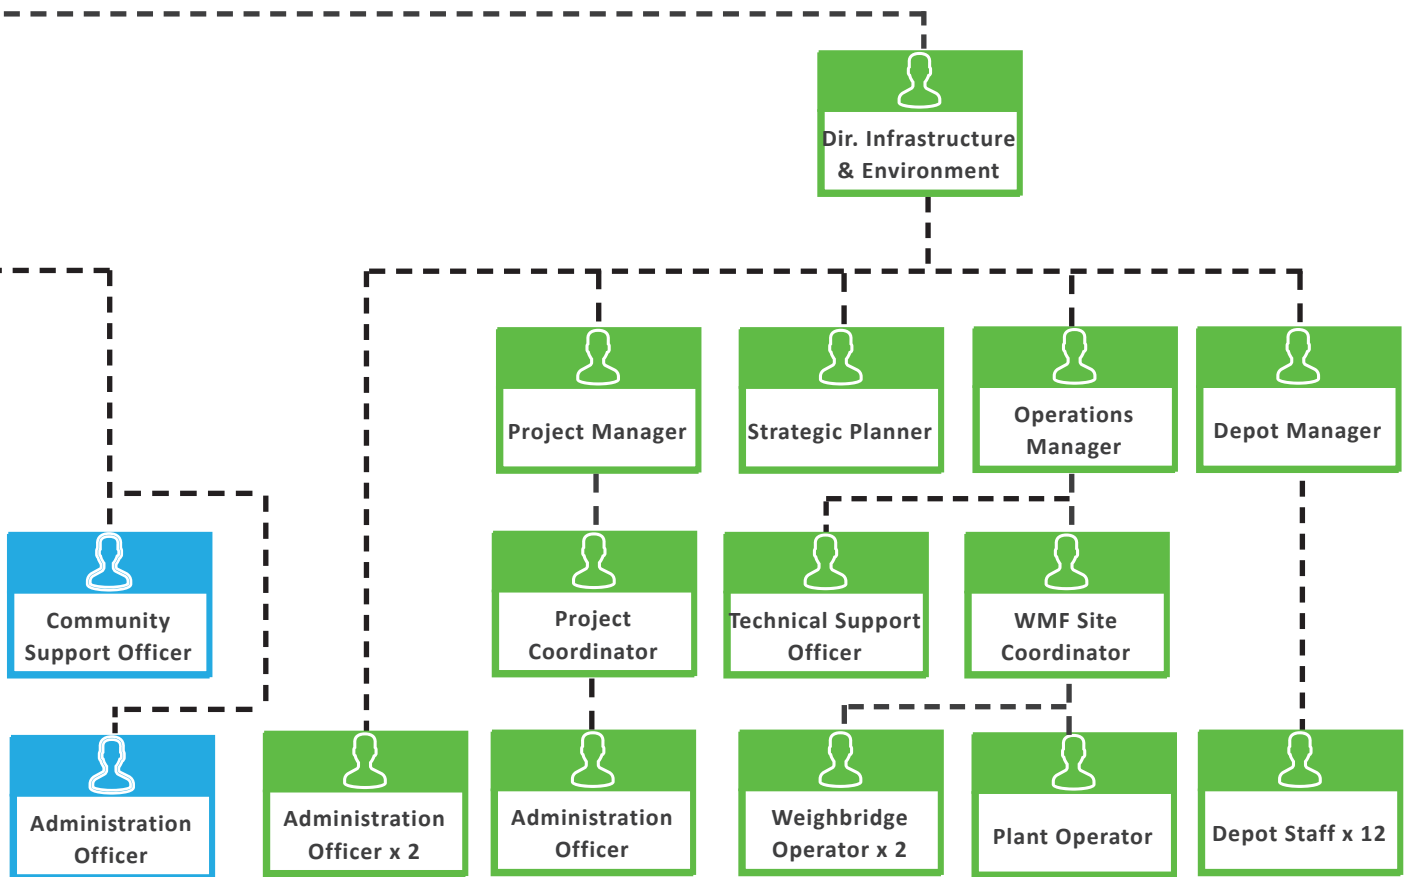 Dir. Infrastructure
& Environment
Project Manager
Strategic Planner
Operations
Manager
Depot Manager
Community
Support Officer
Project
Coordinator
Technical Support
Officer
WMF Site
Coordinator
Administration
Officer
Administration
Officer x 2
Administration
Officer
Weighbridge
Operator x 2
Plant Operator
Depot Staff x 12